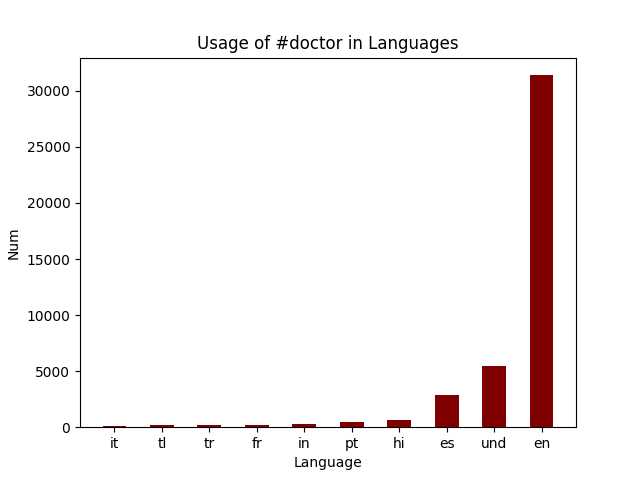 Usage of #doctor in Languages
30000
25000
20000
15000
10000
5000
0
Num
it tl tr fr in pt hi es und en
Language